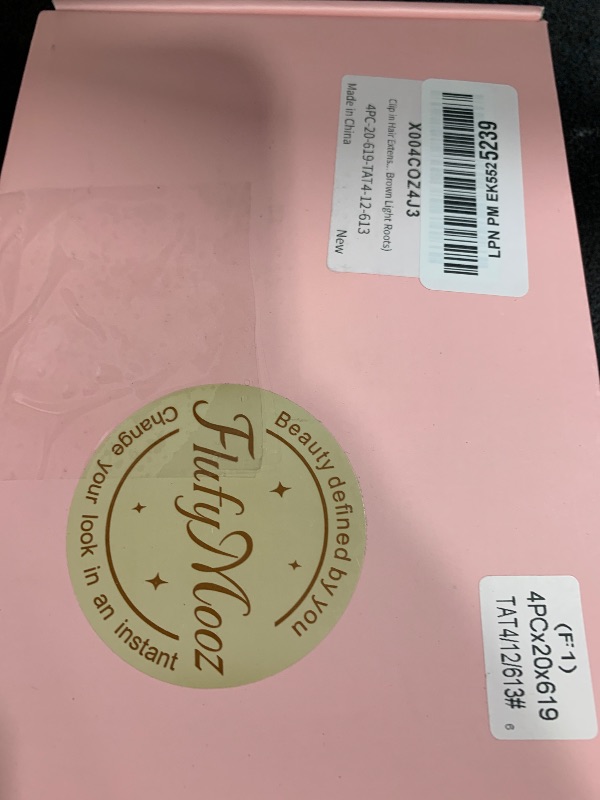 LPN PM EK5525239
X004COZ4J3
Clip in Hair Extens... Brown Light Roots)
4PC-20-619-TAT4-12-613
Made in China
New
Beauty defined by you
FlufyMooz
Change your look in an instant
(F:1)
4PCx20x619
TAT4/12/613#
6